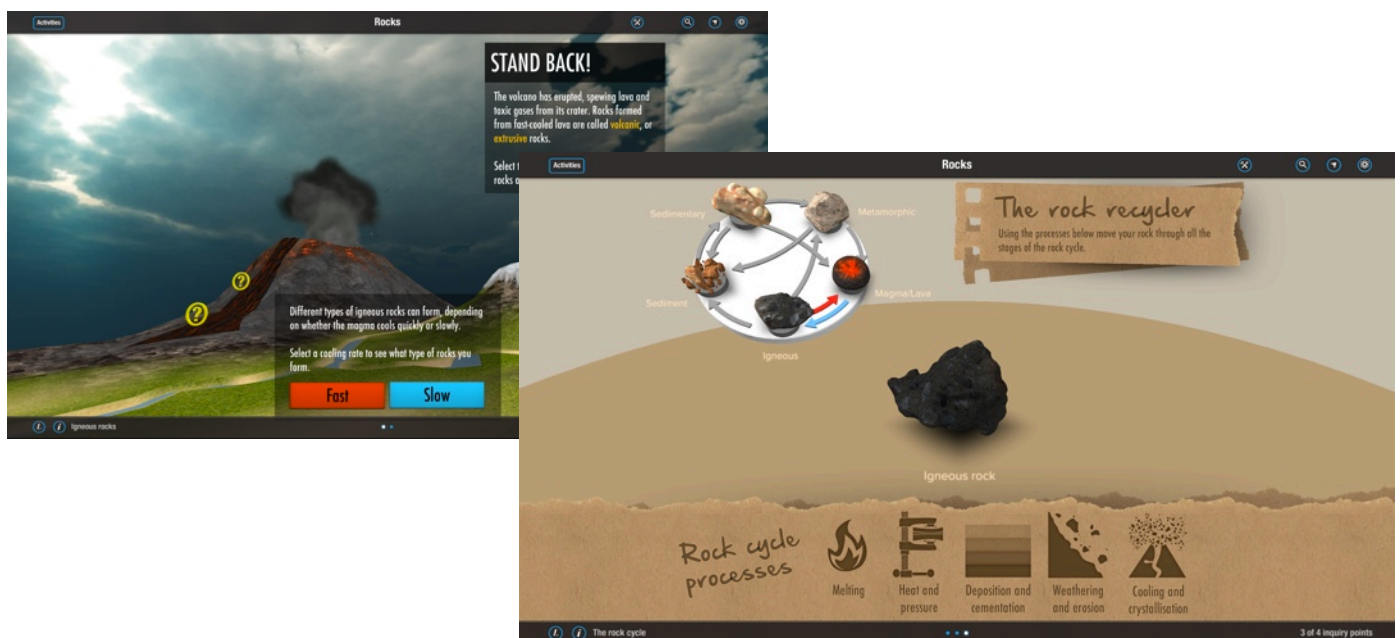 Activities
Rocks
STAND BACK!
The volcano has erupted, spewing lava and
toxic gases from its crater. Rocks formed
from fast-cooled lava are called volcanic, or
extrusive rocks.
Select
rocks
Different types of igneous rocks can form, depending
on whether the magma cools quickly or slowly.
Select a cooling rate to see what type of rocks you
form.
Fast
Slow
Igneous rocks
Activities
Rocks
Sedimentary
Metamorphic
Sediment
Magma/Lava
Igneous
The rock recycler
Using the processes below move your rock through all the
stages of the rock cycle.
Igneous rock
Rock cycle
processes
Melting
Heat and
pressure
Deposition and
cementation
Weathering
and erosion
Cooling and
crystallisation
The rock cycle
3 of 4 inquiry points